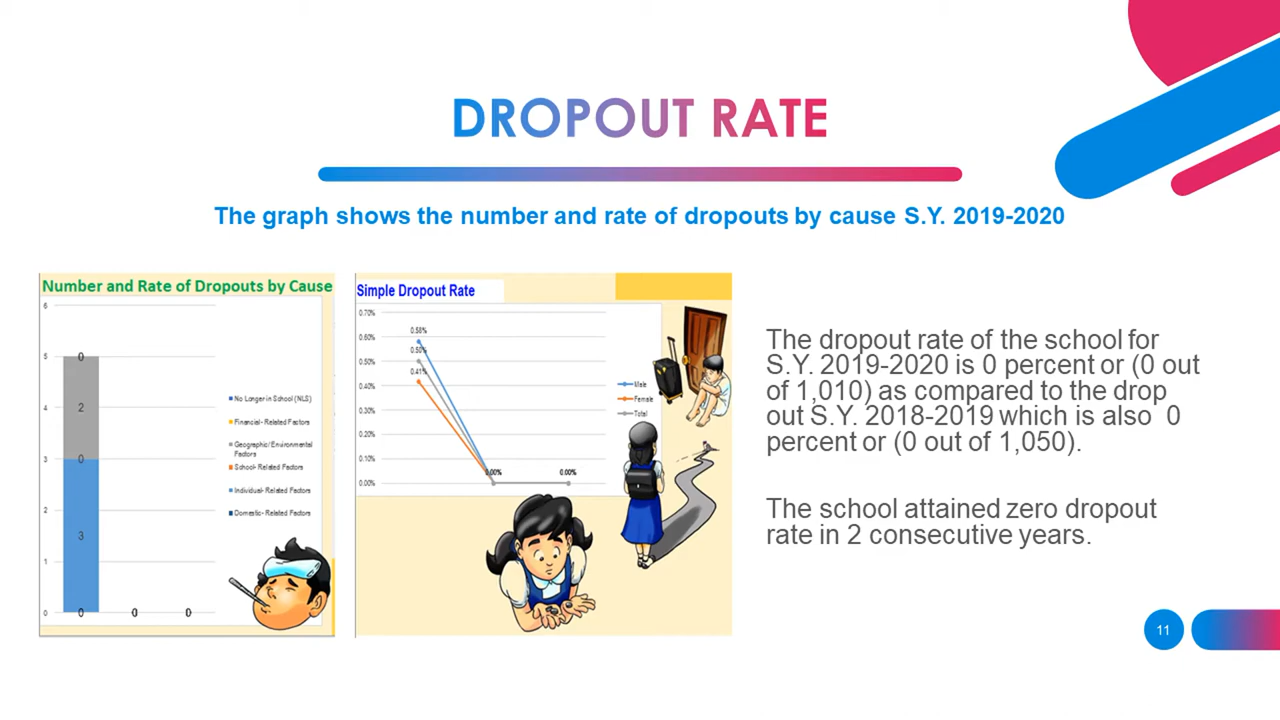 DROPOUT RATE
The graph shows the number and rate of dropouts by cause S.Y. 2019-2020
Number and Rate of Dropouts by Cause
6
5
4
3
2
1
0
0
2
0
3
0
0
0
No Longer in School (NLS)
Financial- Related Factors
Geographic/Environmental
Factors
School- Related Factors
Individual- Related Factors
Domestic- Related Factors
Simple Dropout Rate
0.70%
0.60%
0.50%
0.40%
0.30%
0.20%
0.10%
0.00%
0.58%
0.50%
0.41%
0.00%
0.00%
Male
Female
Total
The dropout rate of the school for
S.Y. 2019-2020 is 0 percent or (0 out
of 1,010) as compared to the drop
out S.Y. 2018-2019 which is also 0
percent or (0 out of 1,050).
The school attained zero dropout
rate in 2 consecutive years.
11